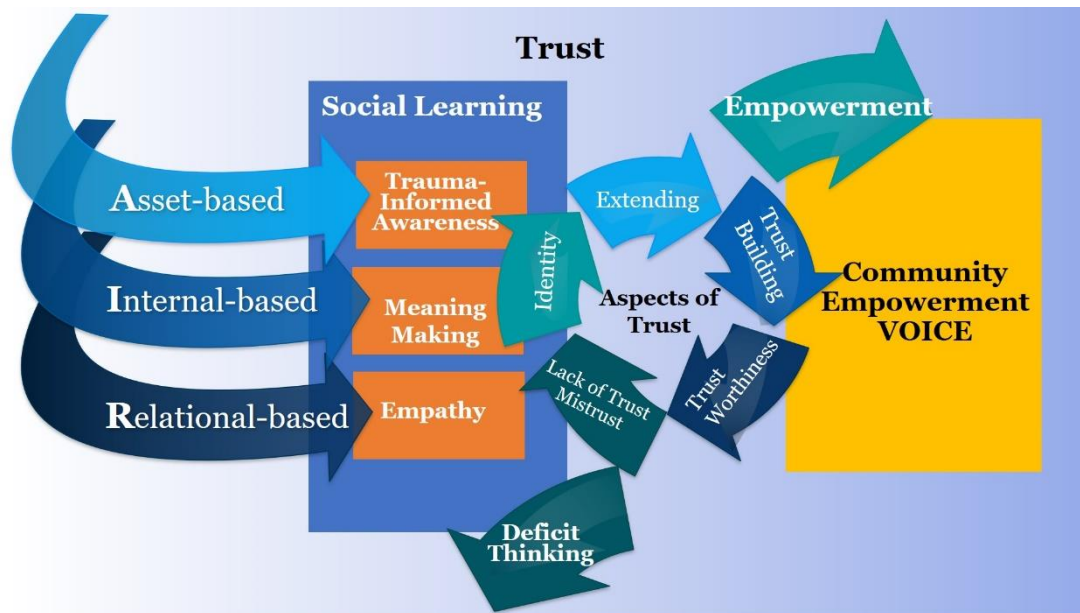 Trust
Social Learning
Empowerment
Asset-based
Trauma-
Informed
Awareness
Extending
Identity
Trust
Building
Internal-based
Meaning
Making
Aspects of
Trust
Community
Empowerment
VOICE
Lack of Trust
Mistrust
Trust
Worthiness
Relational-based
Empathy
Deficit
Thinking